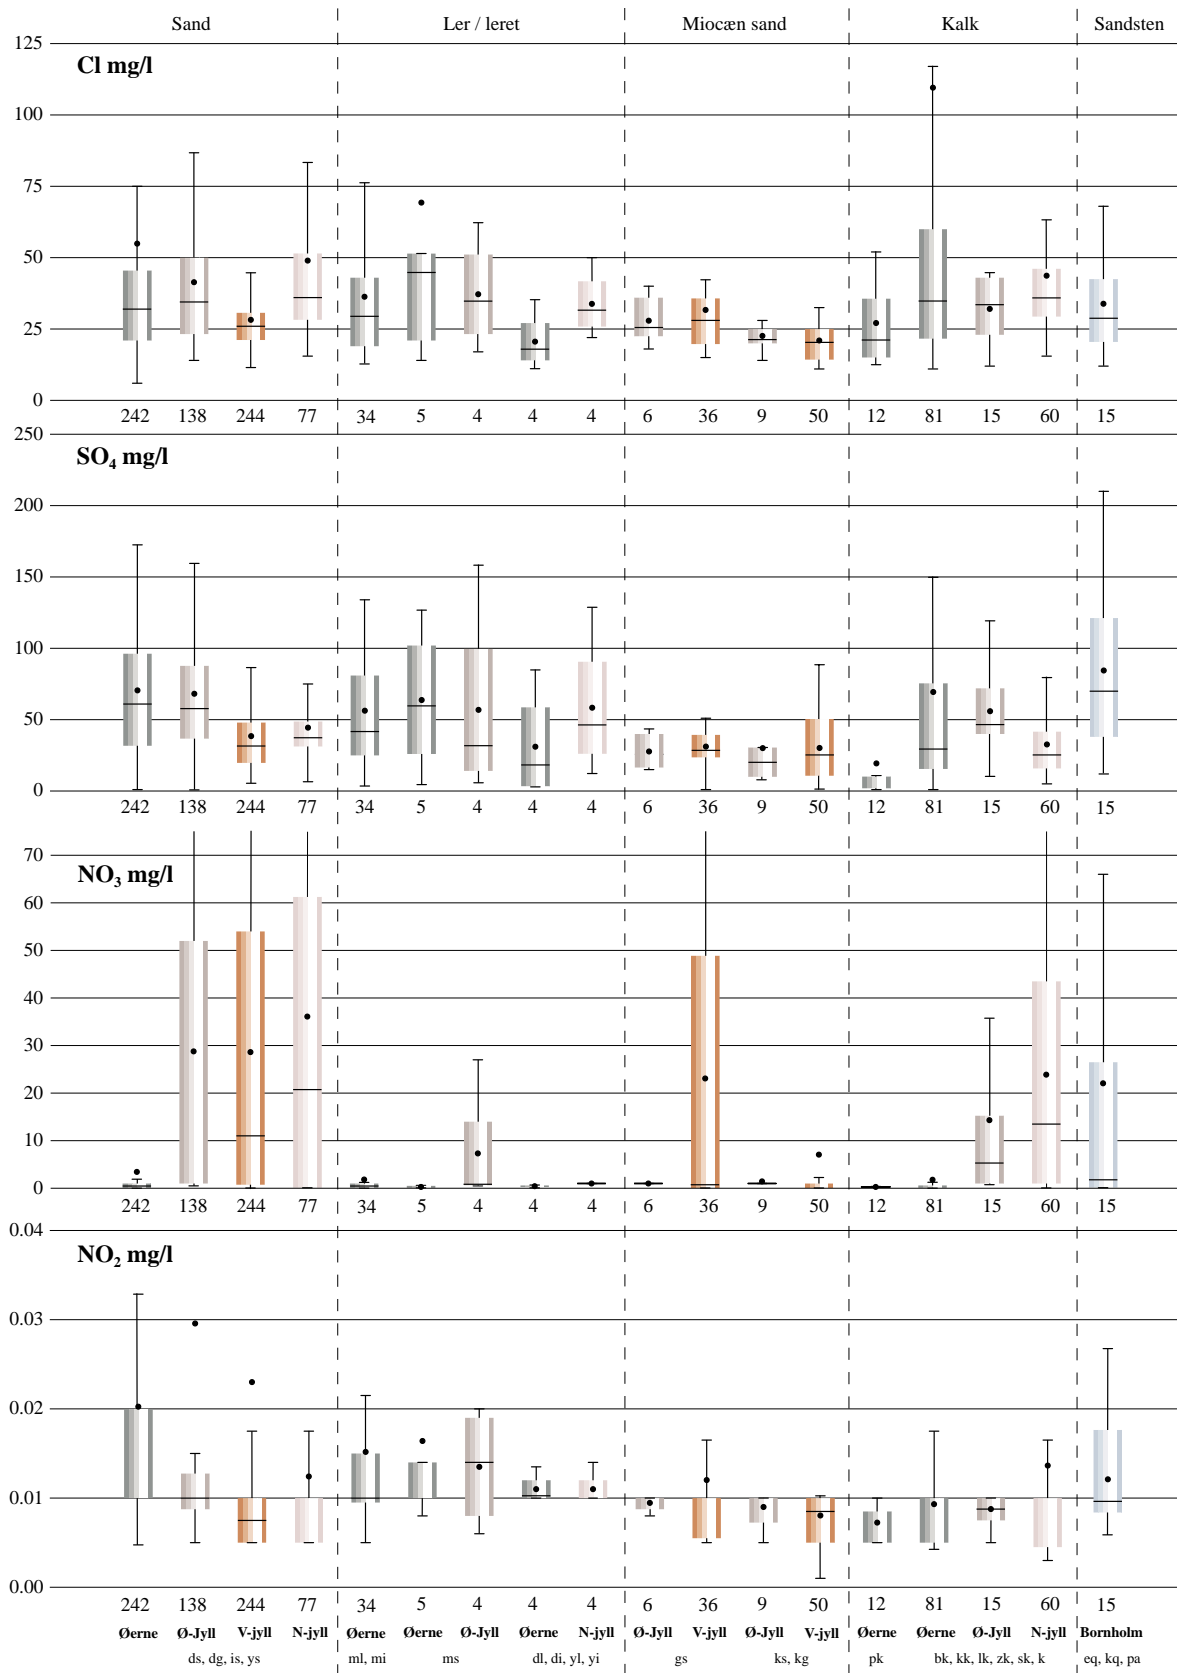 Sand Ler / leret Miocæn sand Kalk Sandsten
125
Cl mg/l
100
75
50
25
0
242 138 244 77 34 5 4 4 4 6 36 9 50 12 81 15 60 15
250
SO4 mg/l
200
150
100
50
0
242 138 244 77 34 5 4 4 4 6 36 9 50 12 81 15 60 15
70
NO3 mg/l
60
50
40
30
20
10
0
242 138 244 77 34 5 4 4 4 6 36 9 50 12 81 15 60 15
0.04
NO2 mg/l
0.03
0.02
0.01
0.00
242 138 244 77 34 5 4 4 4 6 36 9 50 12 81 15 60 15
Øerne Ø-Jyll V-jyll N-jyll Øerne Øerne Ø-Jyll Øerne N-jyll Ø-Jyll V-jyll Ø-Jyll V-jyll Øerne Øerne Ø-Jyll N-jyll Bornholm
ds, dg, is, ys ml, mi ms dl, di, yl, yi gs ks, kg pk bk, kk, lk, zk, sk, k eq, kq, pa